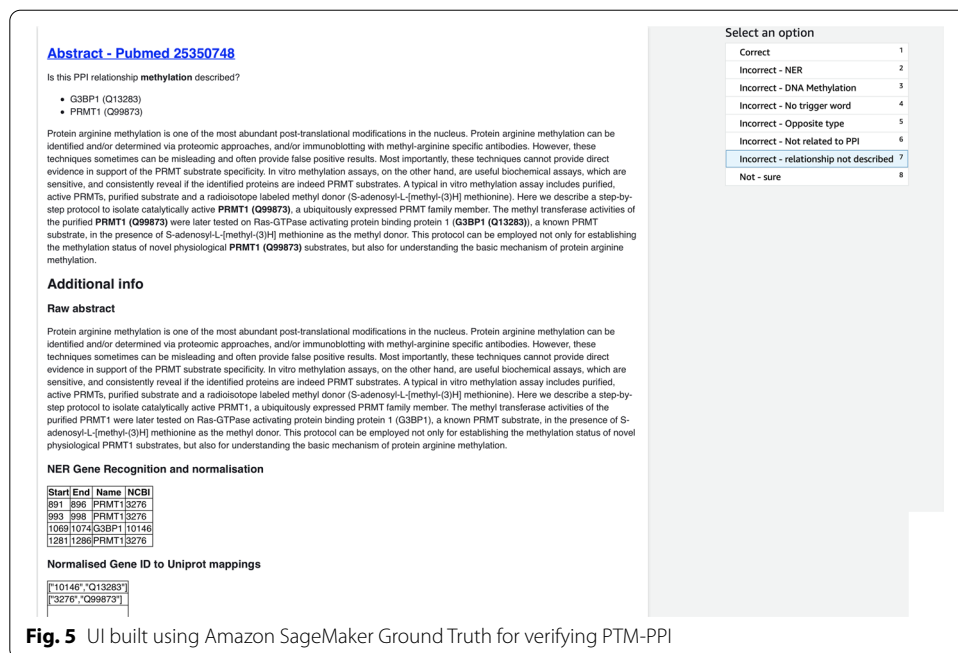 Abstract - Pubmed 25350748
Is this PPI relationship methylation described?
• G3BP1 (Q13283)
• PRMT1 (Q99873)
Protein arginine methylation is one of the most abundant post-translational modifications in the nucleus. Protein arginine methylation can be
identified and/or determined via proteomic approaches, and/or immunoblotting with methyl-arginine specific antibodies. However, these
techniques sometimes can be misleading and often provide false positive results. Most importantly, these techniques cannot provide direct
evidence in support of the PRMT substrate specificity. In vitro methylation assays, on the other hand, are useful biochemical assays, which are
sensitive, and consistently reveal if the identified proteins are indeed PRMT substrates. A typical in vitro methylation assay includes purified,
active PRMTs, purified substrate and a radioisotope labeled methyl donor (S-adenosyl-L-[methyl-(3)H] methionine). Here we describe a step-by-
step protocol to isolate catalytically active PRMT1 (Q99873), a ubiquitously expressed PRMT family member. The methyl transferase activities of
the purified PRMT1 (Q99873) were later tested on Ras-GTPase activating protein binding protein 1 (G3BP1 (Q13283)), a known PRMT
substrate, in the presence of S-adenosyl-L-[methyl-(3)H] methionine as the methyl donor. This protocol can be employed not only for establishing
the methylation status of novel physiological PRMT1 (Q99873) substrates, but also for understanding the basic mechanism of protein arginine
methylation.
Additional info
Raw abstract
Protein arginine methylation is one of the most abundant post-translational modifications in the nucleus. Protein arginine methylation can be
identified and/or determined via proteomic approaches, and/or immunoblotting with methyl-arginine specific antibodies. However, these
techniques sometimes can be misleading and often provide false positive results. Most importantly, these techniques cannot provide direct
evidence in support of the PRMT substrate specificity. In vitro methylation assays, on the other hand, are useful biochemical assays, which are
sensitive, and consistently reveal if the identified proteins are indeed PRMT substrates. A typical in vitro methylation assay includes purified,
active PRMTs, purified substrate and a radioisotope labeled methyl donor (S-adenosyl-L-[methyl-(3)H] methionine). Here we describe a step-by-
step protocol to isolate catalytically active PRMT1, a ubiquitously expressed PRMT family member. The methyl transferase activities of the
purified PRMT1 were later tested on Ras-GTPase activating protein binding protein 1 (G3BP1), a known PRMT substrate, in the presence of S-
adenosyl-L-[methyl-(3)H] methionine as the methyl donor. This protocol can be employed not only for establishing the methylation status of novel
physiological PRMT1 substrates, but also for understanding the basic mechanism of protein arginine methylation.
NER Gene Recognition and normalisation
Start End Name NCBI
891 896 PRMT1 3276
993 998 PRMT1 3276
1069 1074 G3BP1 10146
1281 1286 PRMT1 3276
Normalised Gene ID to Uniprot mappings
["10146","Q13283"]
["3276","Q99873"]
Select an option
Correct 1
Incorrect - NER 2
Incorrect - DNA Methylation 3
Incorrect - No trigger word 4
Incorrect - Opposite type 5
Incorrect - Not related to PPI 6
Incorrect - relationship not described 7
Not - sure 8
Fig. 5 UI built using Amazon SageMaker Ground Truth for verifying PTM-PPI